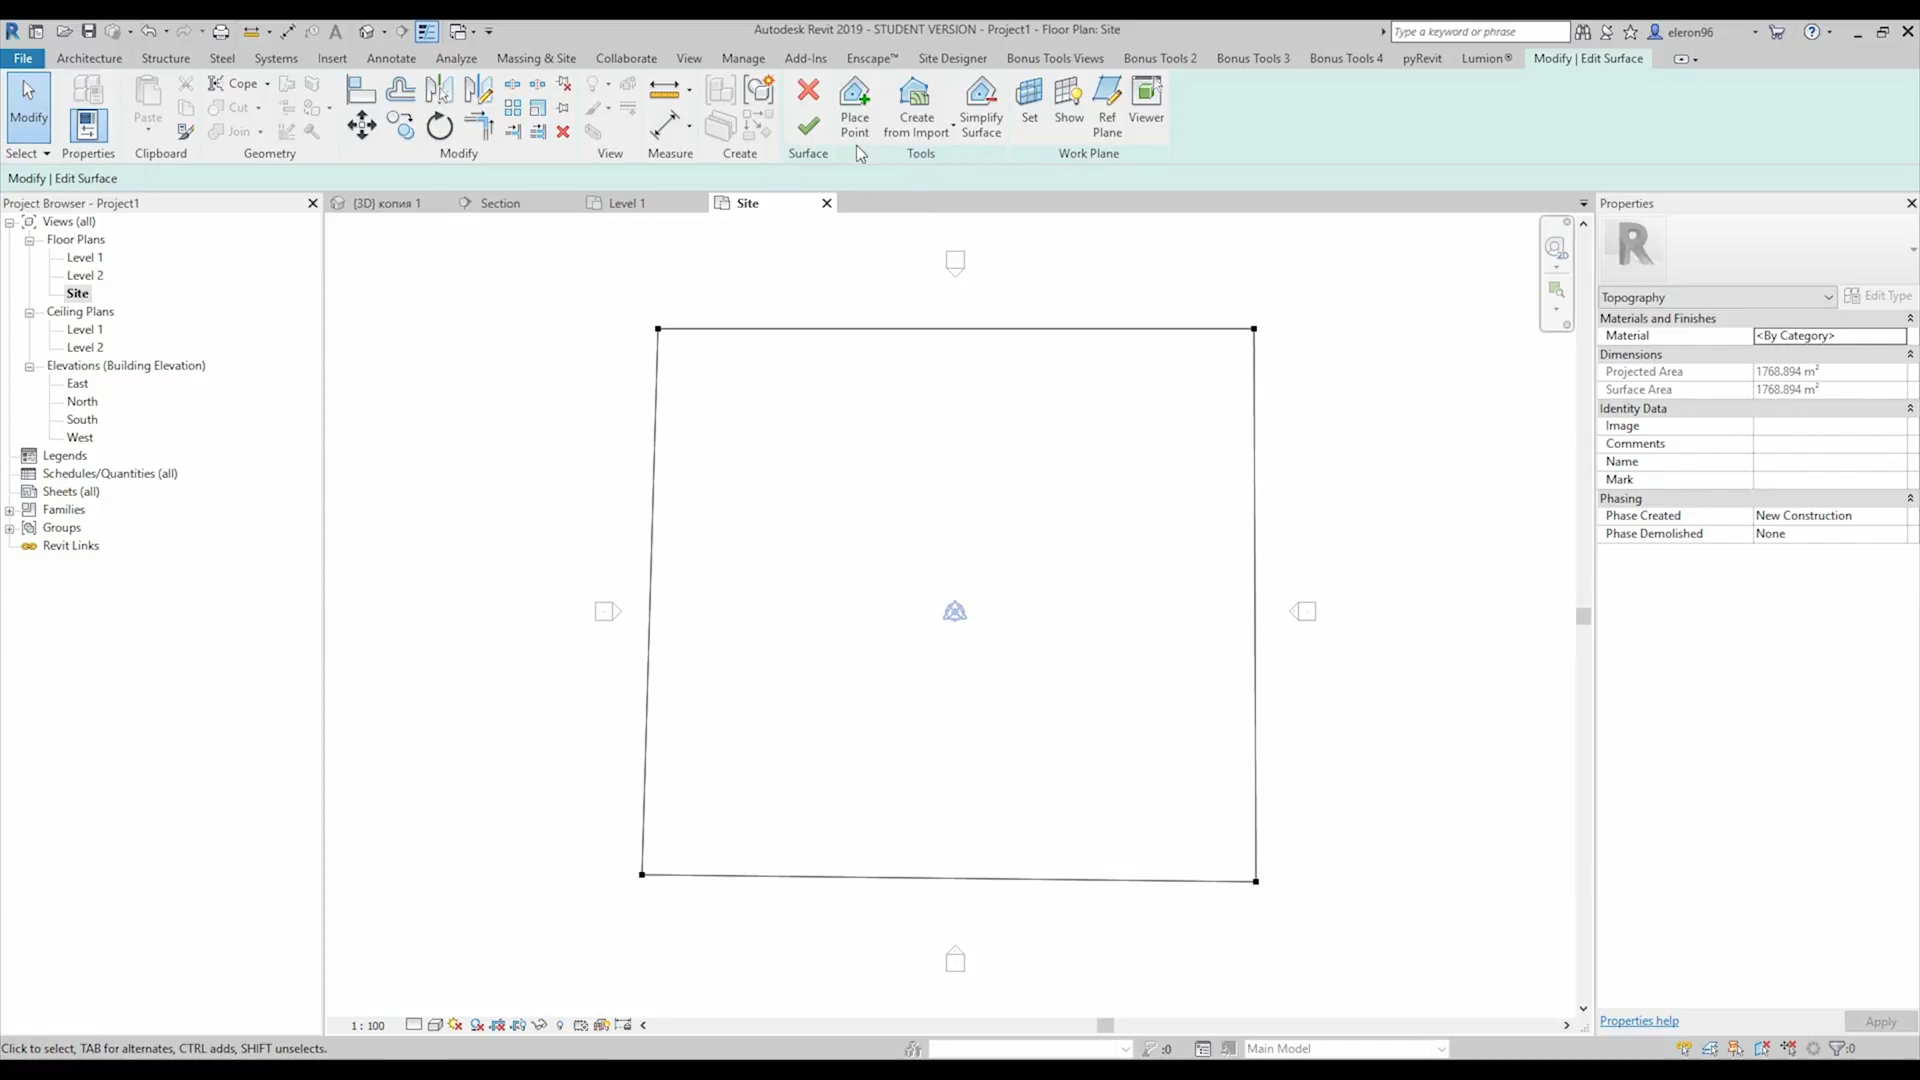 Autodesk Revit 2019 - STUDENT VERSION - Project1 - Floor Plan: Site
Type a keyword or phrase
eleron96
File Architecture Structure Steel Systems Insert Annotate Analyze Massing & Site Collaborate View Manage Add-Ins Enscape™ Site Designer Bonus Tools Views Bonus Tools 2 Bonus Tools 3 Bonus Tools 4 pyRevit Lumion® Modify | Edit Surface
Modify
Paste
Cope
Cut
Join
Place Point
Create from Import
Simplify Surface
Set
Show
Ref Plane
Viewer
Select Properties Clipboard Geometry Modify View Measure Create Surface Tools Work Plane
Modify | Edit Surface
Project Browser - Project1
Views (all)
Floor Plans
Level 1
Level 2
Site
Ceiling Plans
Level 1
Level 2
Elevations (Building Elevation)
East
North
South
West
Legends
Schedules/Quantities (all)
Sheets (all)
Families
Groups
Revit Links
{3D} копия 1 Section Level 1 Site
2D
1 : 100
Properties
R
Topography Edit Type
Materials and Finishes
Material <By Category>
Dimensions
Projected Area 1768.894 m²
Surface Area 1768.894 m²
Identity Data
Image
Comments
Name
Mark
Phasing
Phase Created New Construction
Phase Demolished None
Properties help Apply
Click to select, TAB for alternates, CTRL adds, SHIFT unselects.
:0
Main Model
:0